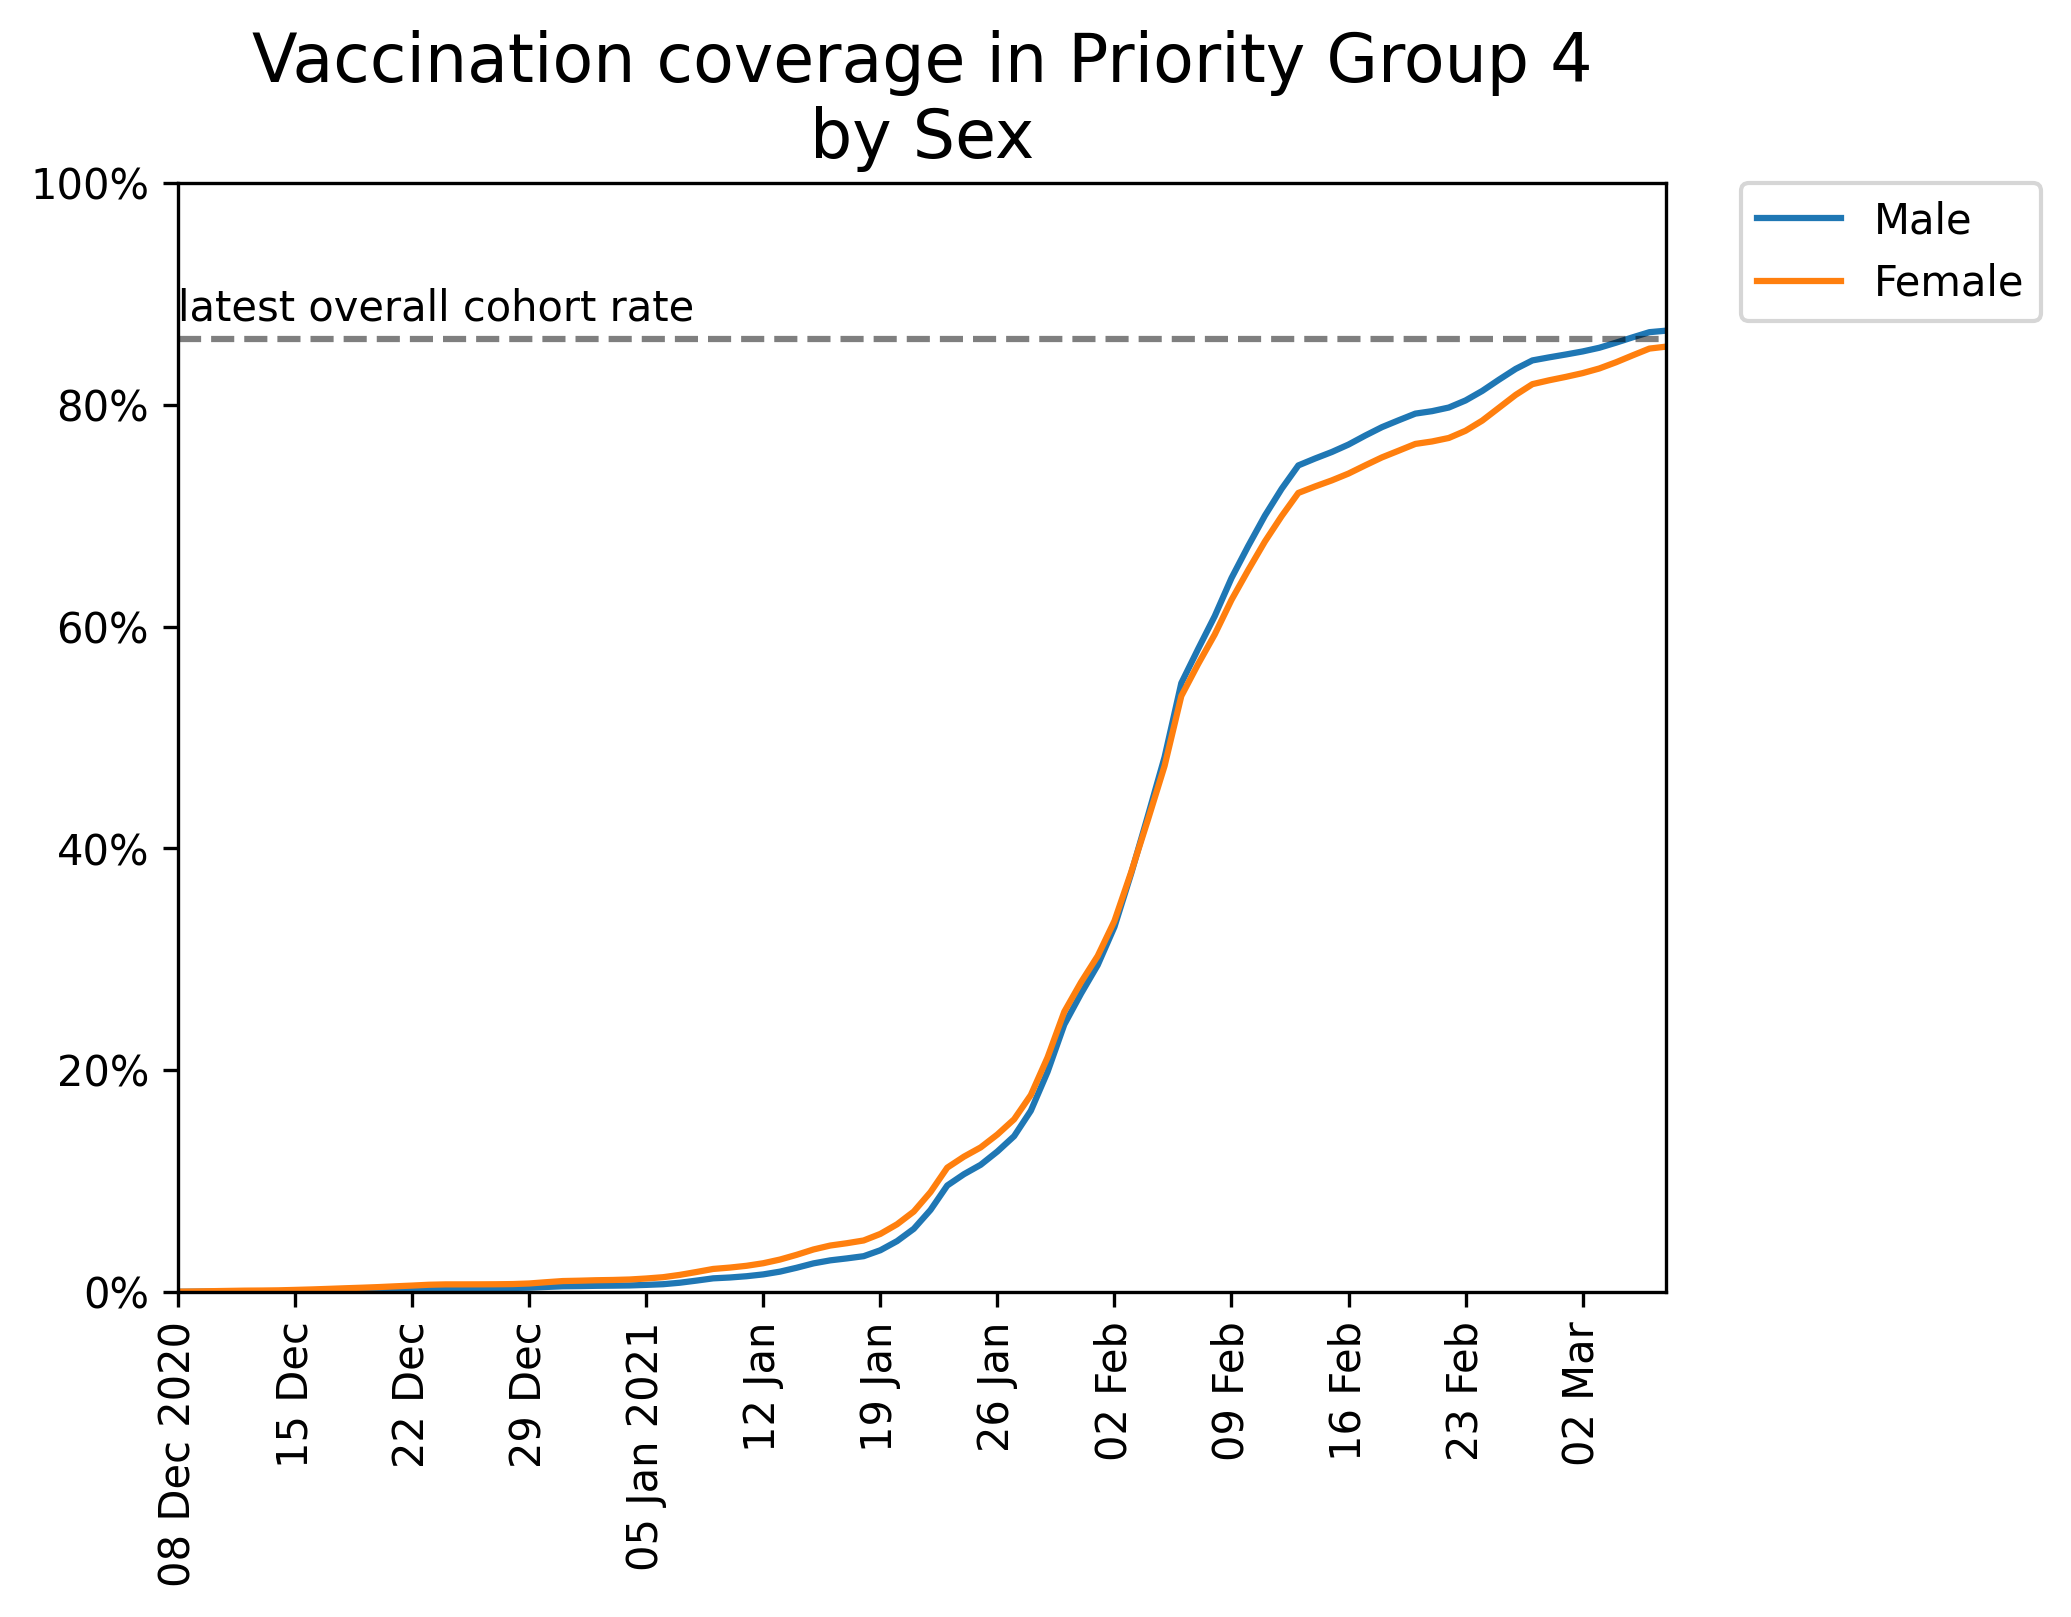 Vaccination coverage in Priority Group 4
by Sex
100%
80%
60%
40%
20%
0%
latest overall cohort rate
Male
Female
08 Dec 2020
15 Dec
22 Dec
29 Dec
05 Jan 2021
12 Jan
19 Jan
26 Jan
02 Feb
09 Feb
16 Feb
23 Feb
02 Mar